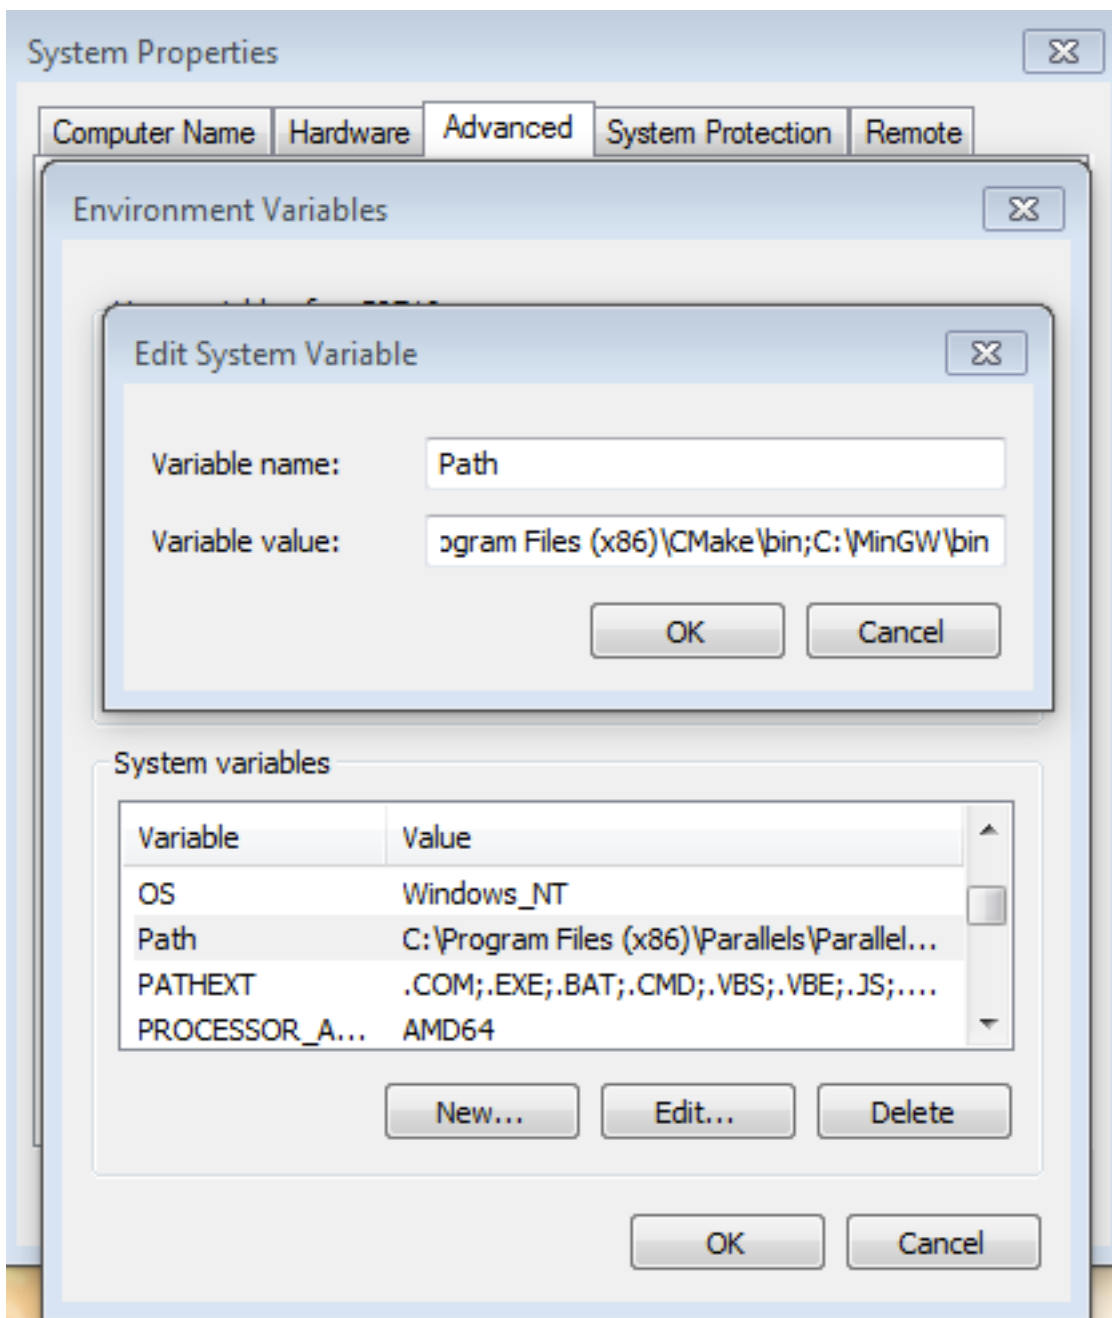 System Properties
Computer Name Hardware Advanced System Protection Remote
Environment Variables
Edit System Variable
Variable name: Path
Variable value: ogram Files (x86)\CMake\bin;C:\MinGW\bin
OK Cancel
System variables
Variable Value
OS Windows_NT
Path C:\Program Files (x86)\Parallels\Parallel...
PATHEXT .COM;.EXE;.BAT;.CMD;.VBS;.VBE;.JS;....
PROCESSOR_A... AMD64
New... Edit... Delete
OK Cancel